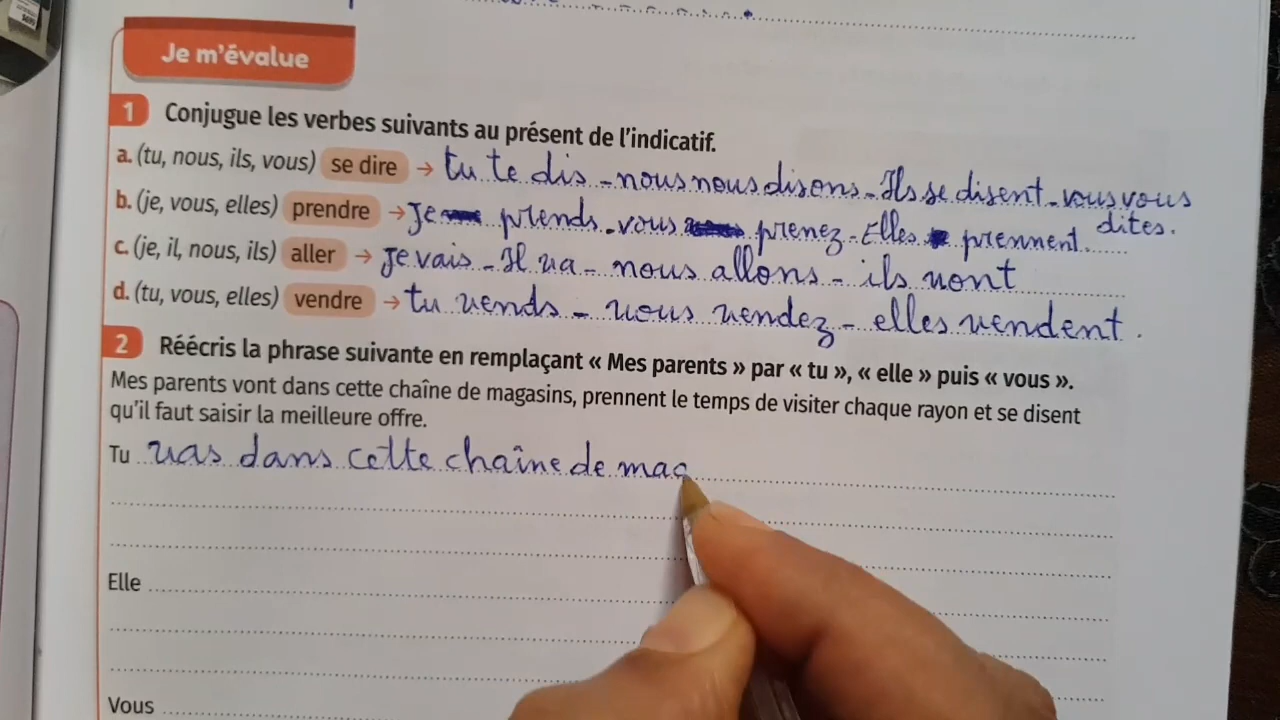 Je m'évalue
1 Conjugue les verbes suivants au présent de l'indicatif.
a. (tu, nous, ils, vous) se dire → tu te dis - nous nous disons - Ils se disent - vous vous
dites.
b. (je, vous, elles) prendre → Je prends - vous prenez - Elles prennent.
c. (je, il, nous, ils) aller → je vais - Il va - nous allons - ils vont
d. (tu, vous, elles) vendre → tu vends - vous vendez - elles vendent.
2 Réécris la phrase suivante en remplaçant « Mes parents » par « tu », « elle » puis « vous ».
Mes parents vont dans cette chaîne de magasins, prennent le temps de visiter chaque rayon et se disent
qu'il faut saisir la meilleure offre.
Tu vas dans cette chaîne de mag
Elle
Vous